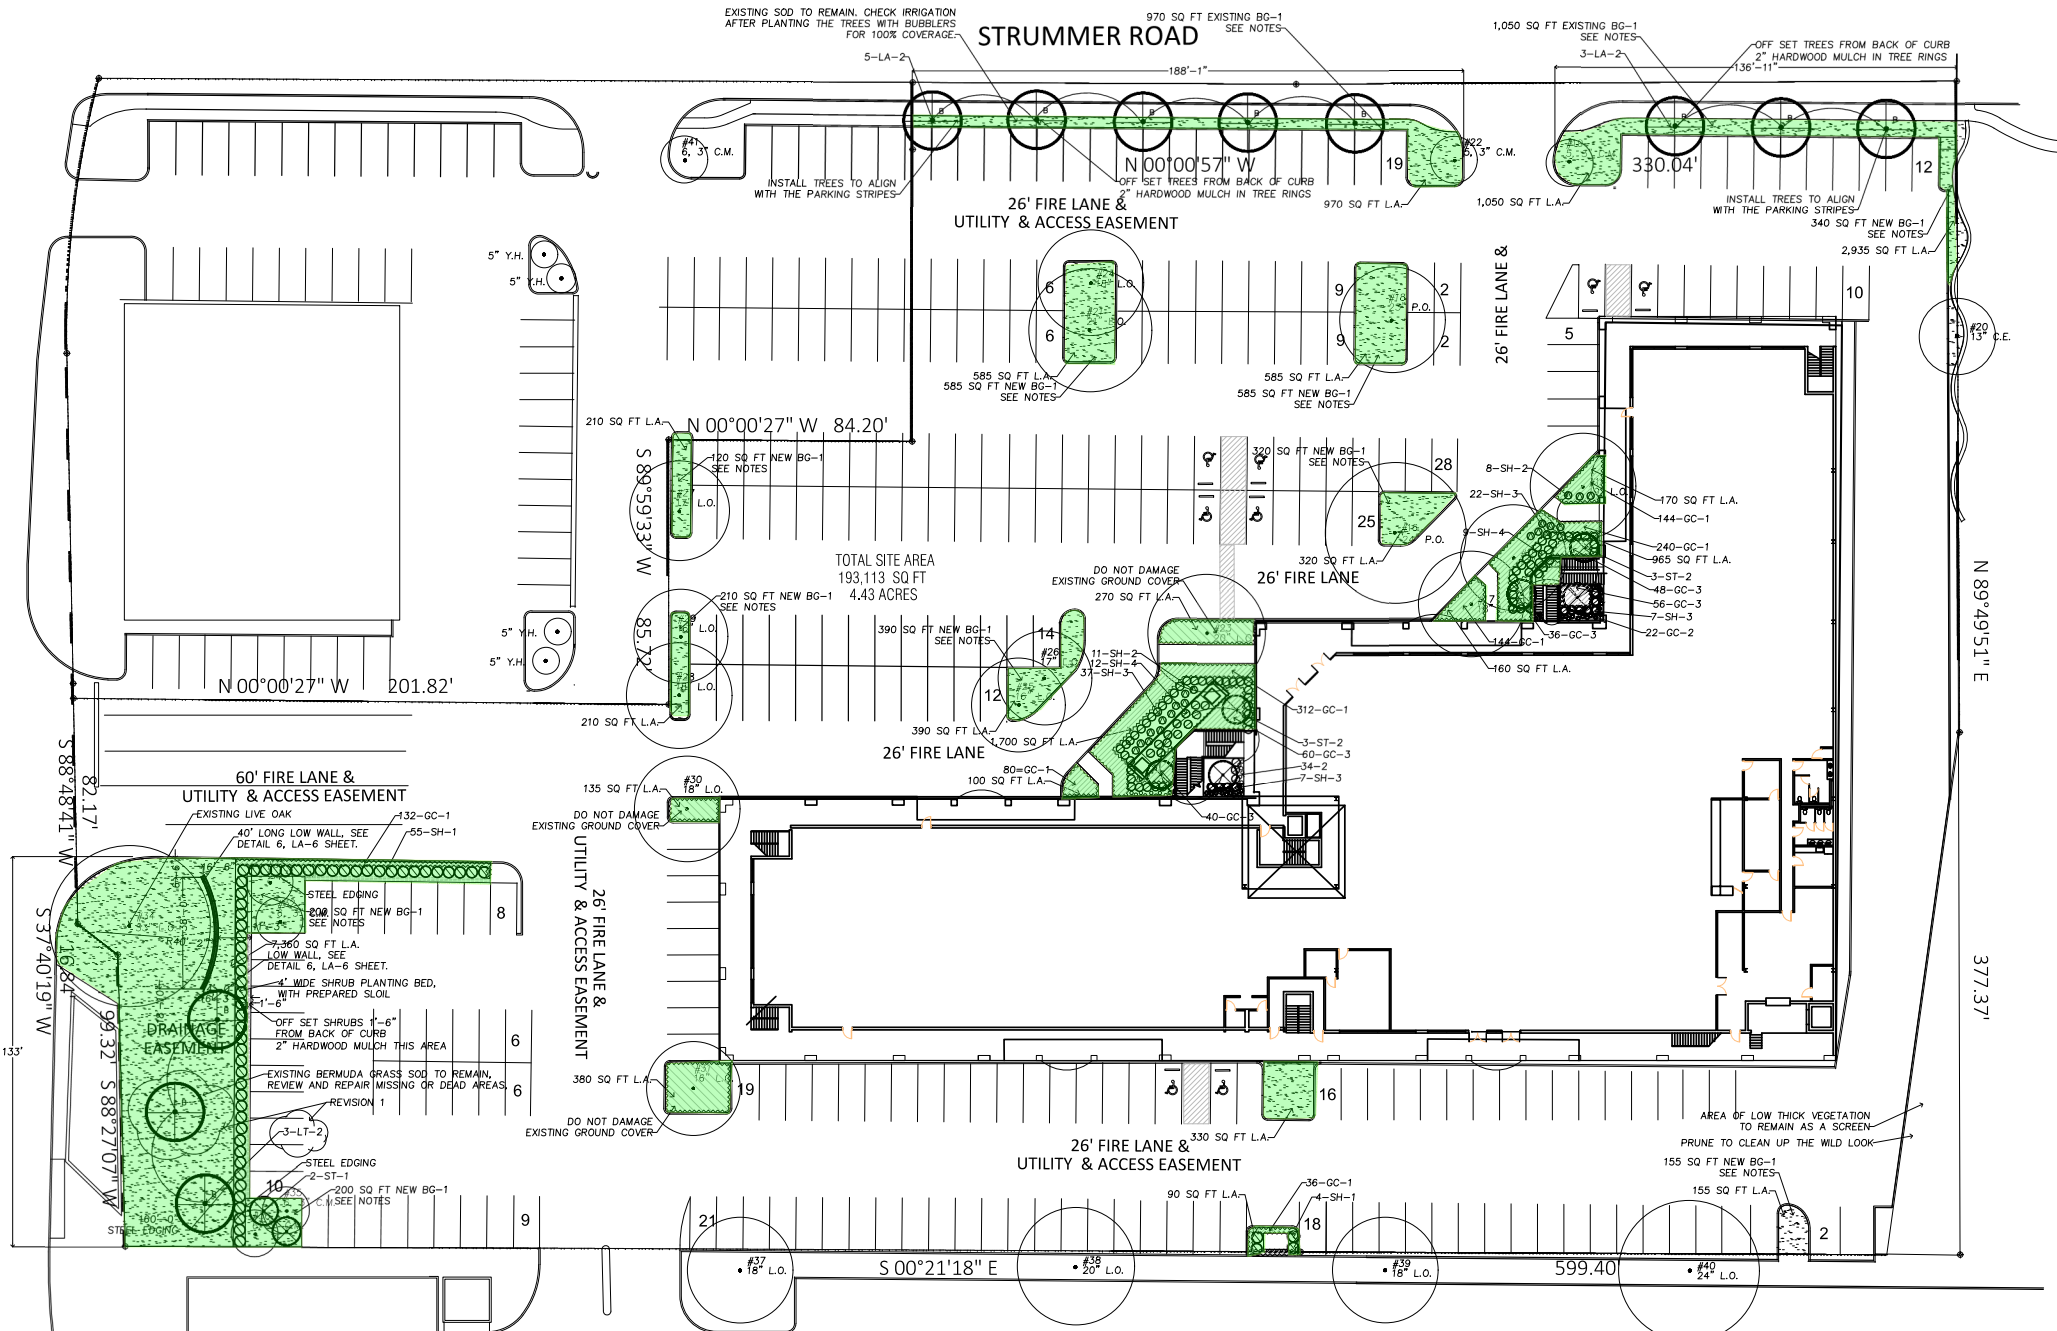 EXISTING SOD TO REMAIN. CHECK IRRIGATION
AFTER PLANTING THE TREES WITH BUBBLERS
FOR 100% COVERAGE.
STRUMMER ROAD
970 SQ FT EXISTING BG-1
SEE NOTES
1,050 SQ FT EXISTING BG-1
SEE NOTES
5-LA-2
3-LA-2
OFF SET TREES FROM BACK OF CURB
2" HARDWOOD MULCH IN TREE RINGS
188'-1"
136'-11"
#41
6, 3" C.M.
#22
5, 3" C.M.
N 00°00'57" W
19
330.04'
12
INSTALL TREES TO ALIGN
WITH THE PARKING STRIPES
OFF SET TREES FROM BACK OF CURB
2" HARDWOOD MULCH IN TREE RINGS
970 SQ FT L.A.
1,050 SQ FT L.A.
INSTALL TREES TO ALIGN
WITH THE PARKING STRIPES
26' FIRE LANE &
UTILITY & ACCESS EASEMENT
340 SQ FT NEW BG-1
SEE NOTES
2,935 SQ FT L.A.
26' FIRE LANE &
5" Y.H.
5" Y.H.
6
6
9
9
2
2
P.O.
10
5
#20
13" C.E.
585 SQ FT L.A.
585 SQ FT NEW BG-1
SEE NOTES
585 SQ FT L.A.
585 SQ FT NEW BG-1
SEE NOTES
210 SQ FT L.A.
N 00°00'27" W 84.20'
120 SQ FT NEW BG-1
SEE NOTES
L.O.
S 89°59'33" W
85.72'
320 SQ FT NEW BG-1
SEE NOTES
28
25
P.O.
320 SQ FT L.A.
8-SH-2
22-SH-3
9-SH-4
L.O.
170 SQ FT L.A.
144-GC-1
240-GC-1
965 SQ FT L.A.
3-ST-2
48-GC-3
56-GC-3
7-SH-3
22-GC-2
36-GC-3
144-GC-1
160 SQ FT L.A.
TOTAL SITE AREA
193,113 SQ FT
4.43 ACRES
26' FIRE LANE
DO NOT DAMAGE
EXISTING GROUND COVER
270 SQ FT L.A.
N 89°49'51" E
377.37'
210 SQ FT NEW BG-1
SEE NOTES
L.O.
390 SQ FT NEW BG-1
SEE NOTES
14
#26
17"
12
11-SH-2
12-SH-4
37-SH-3
312-GC-1
5" Y.H.
5" Y.H.
N 00°00'27" W 201.82'
210 SQ FT L.A.
390 SQ FT L.A.
1,700 SQ FT L.A.
26' FIRE LANE
3-ST-2
60-GC-3
34-2
7-SH-3
80=GC-1
100 SQ FT L.A.
40-GC-3
S 88°48'41" W
82.17'
60' FIRE LANE &
UTILITY & ACCESS EASEMENT
EXISTING LIVE OAK
135 SQ FT L.A.
#30
18" L.O.
DO NOT DAMAGE
EXISTING GROUND COVER
40' LONG LOW WALL, SEE
DETAIL 6, LA-6 SHEET.
132-GC-1
55-SH-1
26' FIRE LANE &
UTILITY & ACCESS EASEMENT
STEEL EDGING
200 SQ FT NEW BG-1
SEE NOTES
8
7,360 SQ FT L.A.
LOW WALL, SEE
DETAIL 6, LA-6 SHEET.
4' WIDE SHRUB PLANTING BED,
WITH PREPARED SLOIL
1'-6"
S 37°40'19" W
16.84'
DRAINAGE
EASEMENT
OFF SET SHRUBS 1'-6"
FROM BACK OF CURB
2" HARDWOOD MULCH THIS AREA
6
133'
99.32'
S 88°27'07" W
EXISTING BERMUDA GRASS SOD TO REMAIN,
REVIEW AND REPAIR MISSING OR DEAD AREAS,
6
REVISION 1
3-LT-2
STEEL EDGING
2-ST-1
10
200 SQ FT NEW BG-1
SEE NOTES
STEEL EDGING
9
380 SQ FT L.A.
19
DO NOT DAMAGE
EXISTING GROUND COVER
16
330 SQ FT L.A.
26' FIRE LANE &
UTILITY & ACCESS EASEMENT
AREA OF LOW THICK VEGETATION
TO REMAIN AS A SCREEN
PRUNE TO CLEAN UP THE WILD LOOK
155 SQ FT NEW BG-1
SEE NOTES
155 SQ FT L.A.
36-GC-1
4-SH-1
90 SQ FT L.A.
21
18
2
#37
18" L.O.
S 00°21'18" E
#38
20" L.O.
#39
18" L.O.
599.40'
#40
24" L.O.